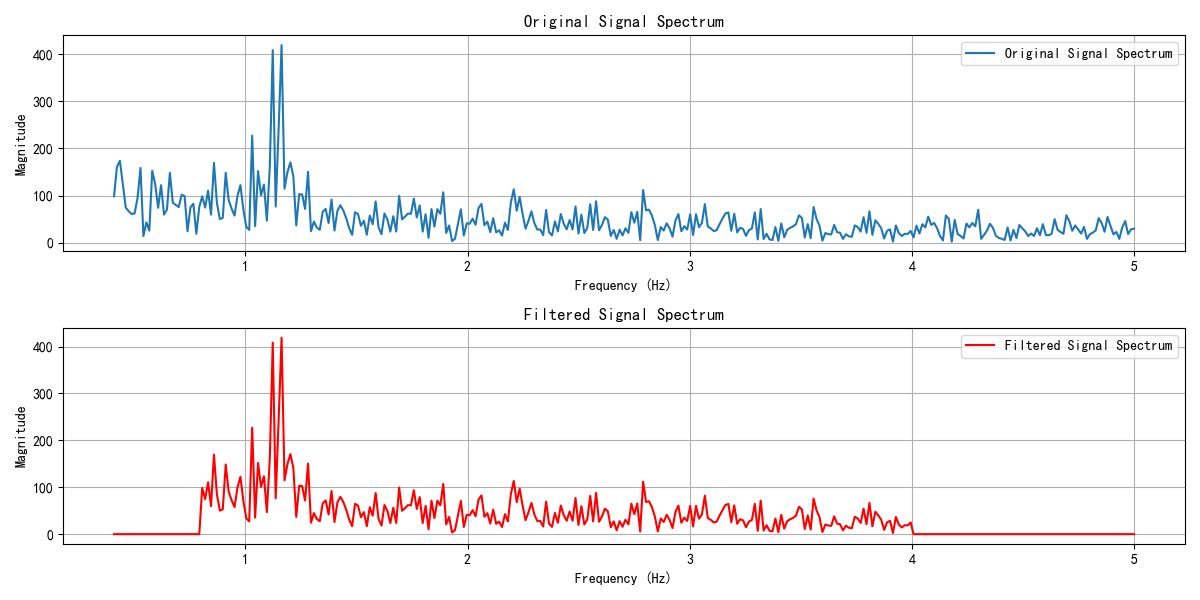 Original Signal Spectrum
Original Signal Spectrum
400
300
200
100
0
Magnitude
1
2
3
4
5
Frequency (Hz)
Filtered Signal Spectrum
Filtered Signal Spectrum
400
300
200
100
0
Magnitude
1
2
3
4
5
Frequency (Hz)